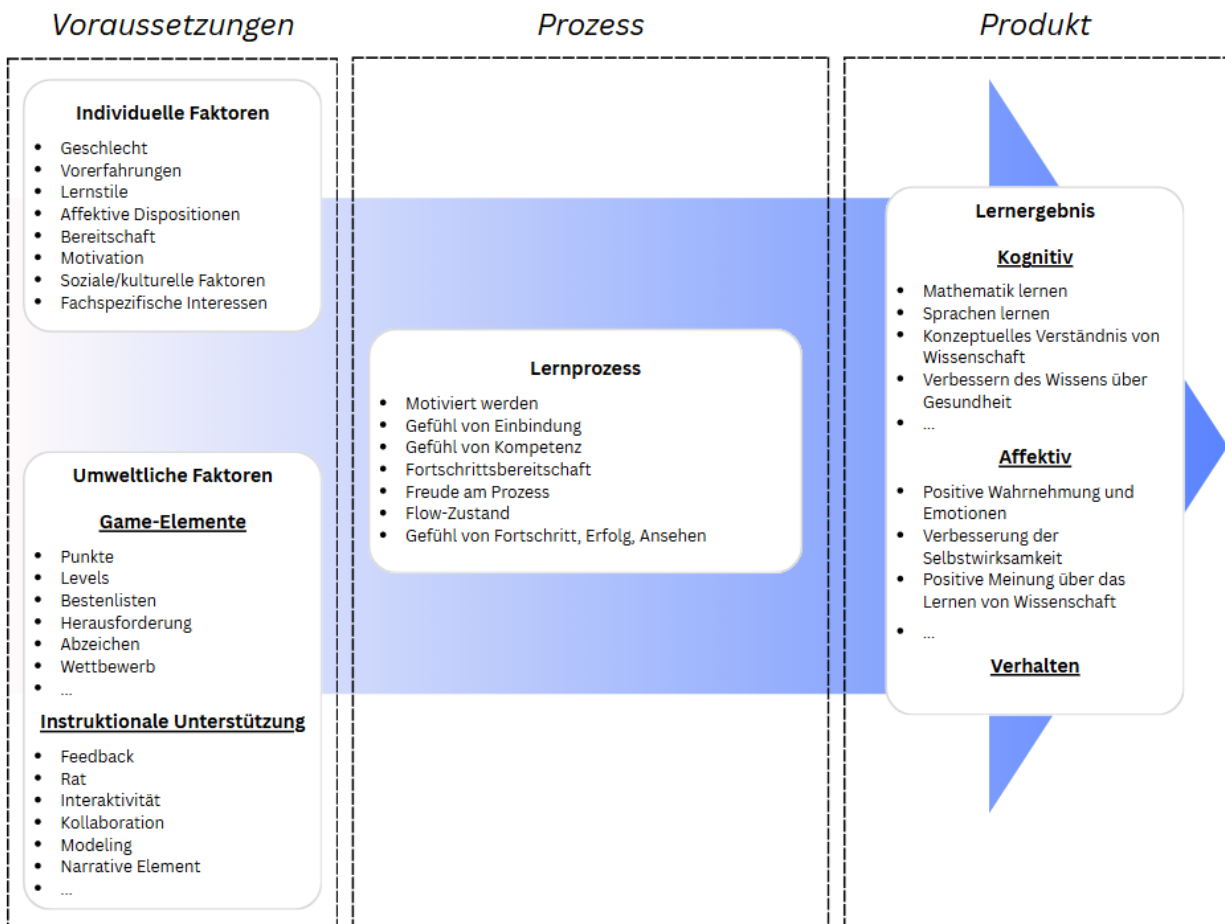 Voraussetzungen
Individuelle Faktoren
• Geschlecht
• Vorerfahrungen
• Lernstile
• Affektive Dispositionen
• Bereitschaft
• Motivation
• Soziale/kulturelle Faktoren
• Fachspezifische Interessen
Umweltliche Faktoren
Game-Elemente
• Punkte
• Levels
• Bestenlisten
• Herausforderung
• Abzeichen
• Wettbewerb
• ...
Instruktionale Unterstützung
• Feedback
• Rat
• Interaktivität
• Kollaboration
• Modeling
• Narrative Element
• ...
Prozess
Lernprozess
• Motiviert werden
• Gefühl von Einbindung
• Gefühl von Kompetenz
• Fortschrittsbereitschaft
• Freude am Prozess
• Flow-Zustand
• Gefühl von Fortschritt, Erfolg, Ansehen
Produkt
Lernergebnis
Kognitiv
• Mathematik lernen
• Sprachen lernen
• Konzeptuelles Verständnis von
Wissenschaft
• Verbessern des Wissens über
Gesundheit
• ...
Affektiv
• Positive Wahrnehmung und
Emotionen
• Verbesserung der
Selbstwirksamkeit
• Positive Meinung über das
Lernen von Wissenschaft
• ...
Verhalten